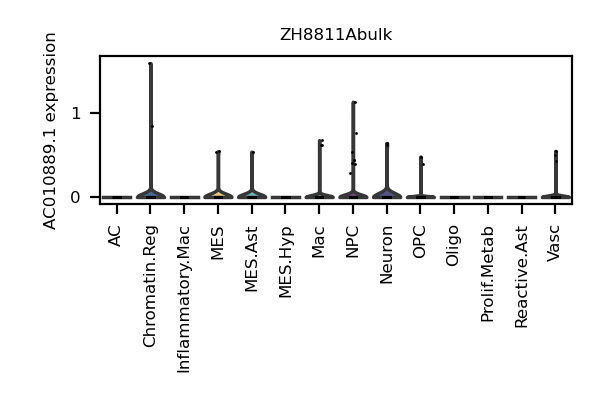 ZH8811Abulk
AC010889.1 expression
1
0
AC
Chromatin.Reg
Inflammatory.Mac
MES
MES.Ast
MES.Hyp
Mac
NPC
Neuron
OPC
Oligo
Prolif.Metab
Reactive.Ast
Vasc